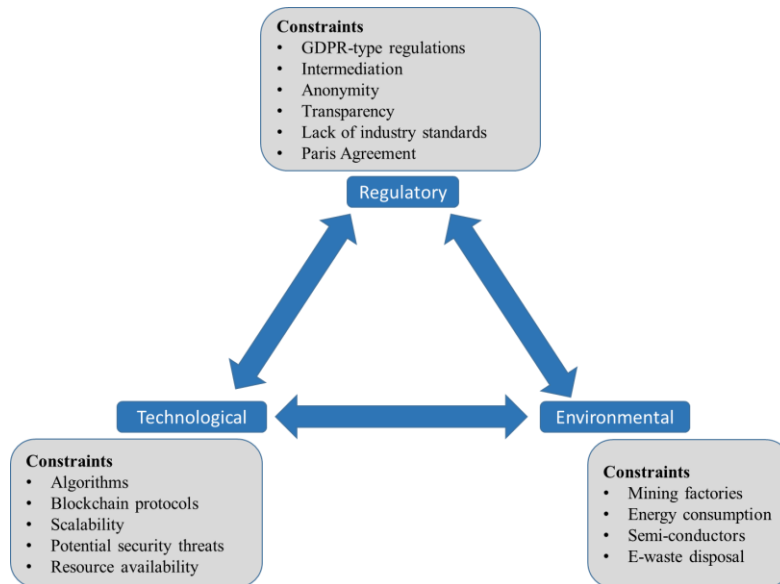 Constraints
• GDPR-type regulations
• Intermediation
• Anonymity
• Transparency
• Lack of industry standards
• Paris Agreement
Regulatory
Technological
Environmental
Constraints
• Algorithms
• Blockchain protocols
• Scalability
• Potential security threats
• Resource availability
Constraints
• Mining factories
• Energy consumption
• Semi-conductors
• E-waste disposal